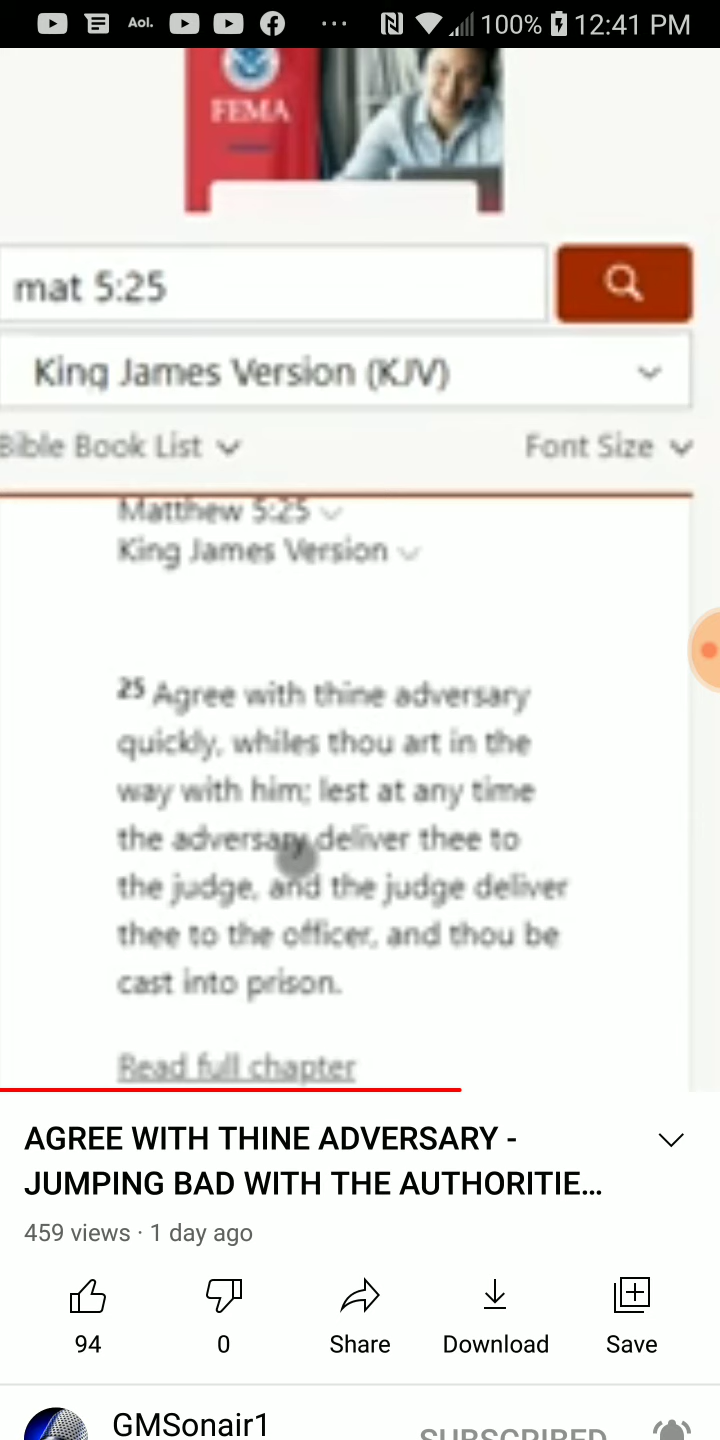 Aol. 100% 12:41 PM
FEMA
mat 5:25
King James Version (KJV)
Bible Book List Font Size
Matthew 5:25
King James Version
25 Agree with thine adversary
quickly, whiles thou art in the
way with him; lest at any time
the adversary deliver thee to
the judge, and the judge deliver
thee to the officer, and thou be
cast into prison.
Read full chapter
AGREE WITH THINE ADVERSARY -
JUMPING BAD WITH THE AUTHORITIE...
459 views · 1 day ago
94 0 Share Download Save
GMSonair1 SUBSCRIBED